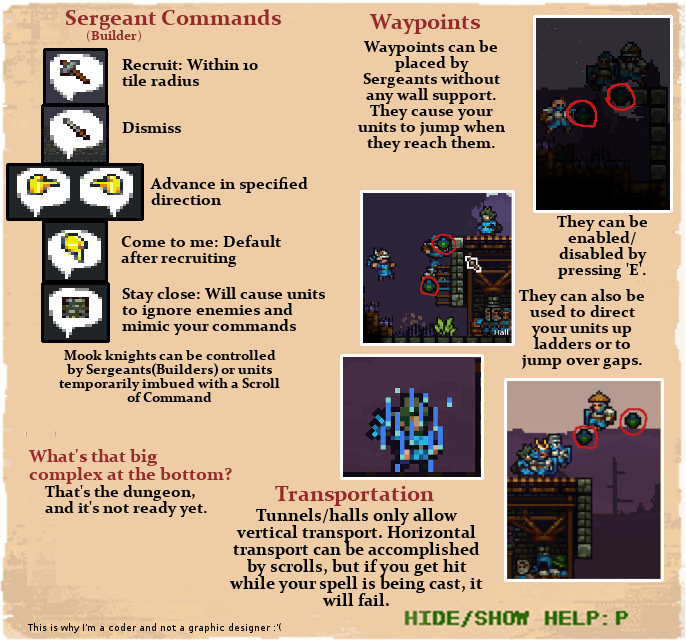 Sergeant Commands
(Builder)
Recruit: Within 10
tile radius
Dismiss
Advance in specified
direction
Come to me: Default
after recruiting
Stay close: Will cause units
to ignore enemies and
mimic your commands
Mook knights can be controlled
by Sergeants(Builders) or units
temporarily imbued with a Scroll
of Command
What's that big
complex at the bottom?
That's the dungeon,
and it's not ready yet.
Waypoints
Waypoints can be
placed by
Sergeants without
any wall support.
They cause your
units to jump when
they reach them.
Hall
They can be
enabled/
disabled by
pressing 'E'.
They can also be
used to direct
your units up
ladders or to
jump over gaps.
Transportation
Tunnels/halls only allow
vertical transport. Horizontal
transport can be accomplished
by scrolls, but if you get hit
while your spell is being cast, it
will fail.
HIDE/SHOW HELP: P
This is why I'm a coder and not a graphic designer :'(